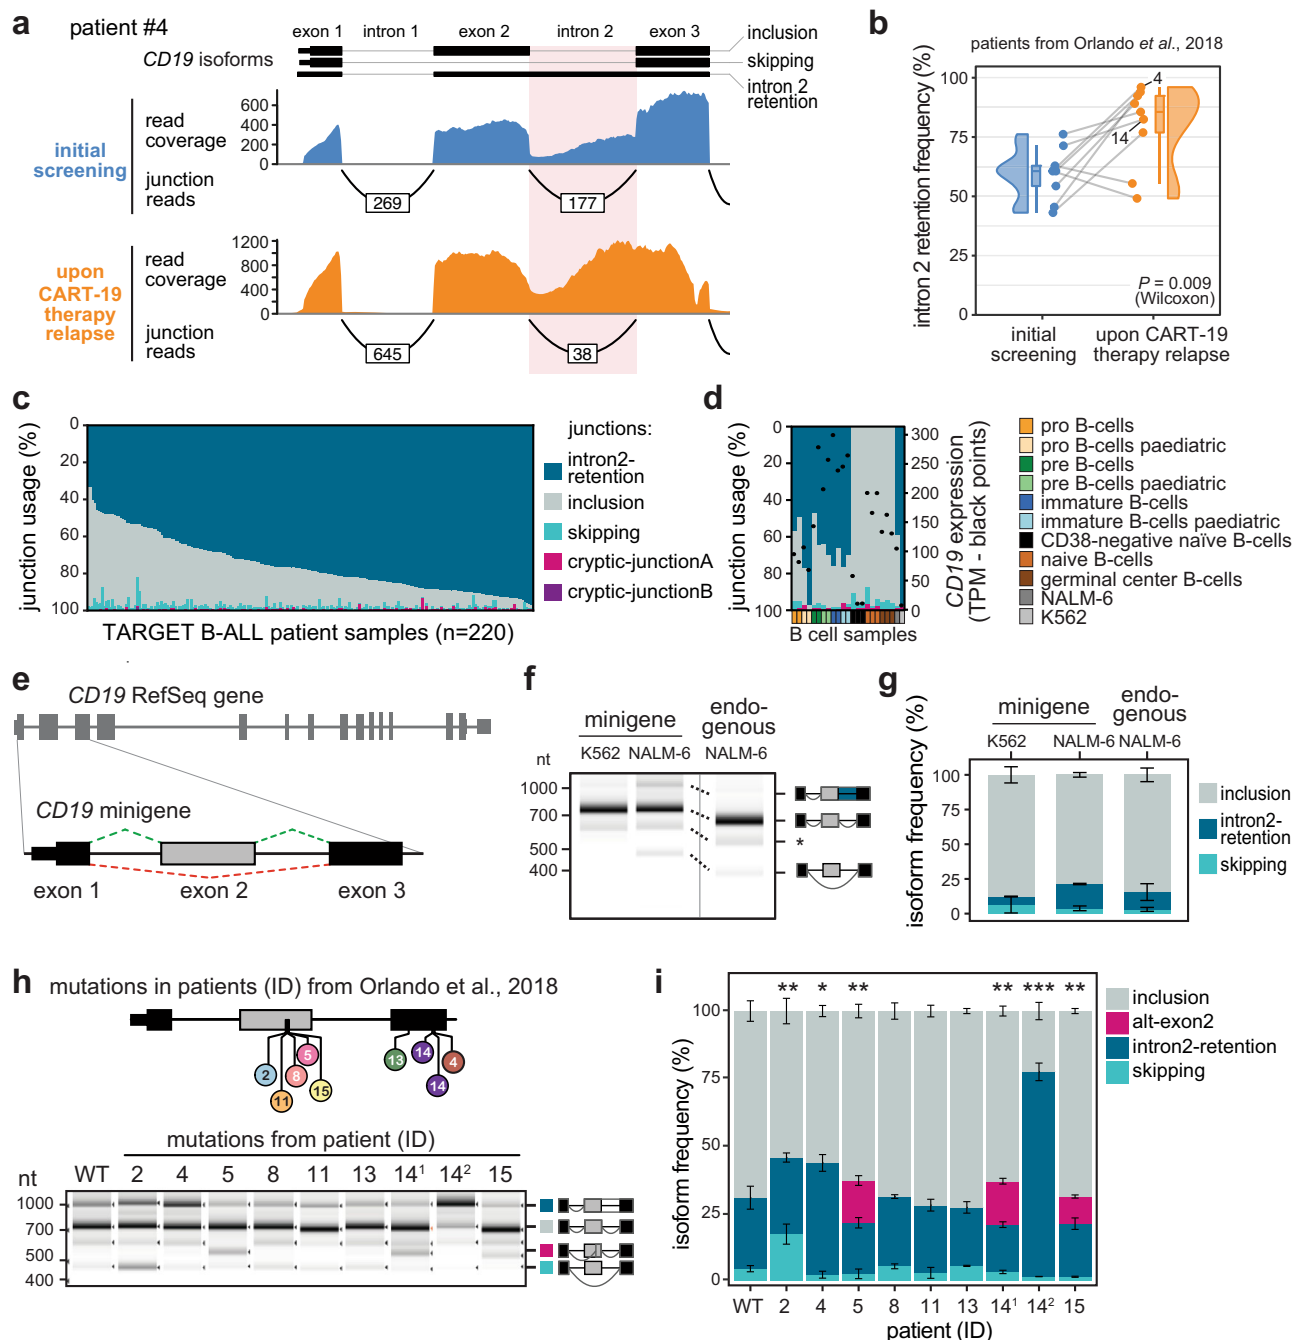 a patient #4
exon 1 intron 1 exon 2 intron 2 exon 3
CD19 isoforms
inclusion
skipping
intron 2
retention
initial
screening
read
coverage
600
400
200
0
junction
reads
269
177
upon
CART-19
therapy
relapse
read
coverage
1200
800
400
0
junction
reads
645
38
b
patients from Orlando et al., 2018
intron 2 retention frequency (%)
100
75
50
25
0
4
14
P = 0.009
(Wilcoxon)
initial
screening
upon CART-19
therapy relapse
c
junction usage (%)
0
20
40
60
80
100
TARGET B-ALL patient samples (n=220)
junctions:
intron2-
retention
inclusion
skipping
cryptic-junctionA
cryptic-junctionB
d
junction usage (%)
0
20
40
60
80
100
300
250
200
150
100
50
0
CD19 expression
(TPM - black points)
B cell samples
pro B-cells
pro B-cells paediatric
pre B-cells
pre B-cells paediatric
immature B-cells
immature B-cells paediatric
CD38-negative naïve B-cells
naive B-cells
germinal center B-cells
NALM-6
K562
e
CD19 RefSeq gene
CD19 minigene
exon 1 exon 2 exon 3
f
minigene
endo-
genous
nt
K562 NALM-6 NALM-6
1000
700
500
400
*
g
minigene
endo-
genous
K562 NALM-6 NALM-6
isoform frequency (%)
100
75
50
25
0
inclusion
intron2-
retention
skipping
h mutations in patients (ID) from Orlando et al., 2018
2
11
8
5
15
13
14
14
4
mutations from patient (ID)
nt WT 2 4 5 8 11 13 14¹ 14² 15
1000
700
500
400
i
isoform frequency (%)
100
75
50
25
0
** * ** ** *** **
WT 2 4 5 8 11 13 14¹ 14² 15
patient (ID)
inclusion
alt-exon2
intron2-retention
skipping